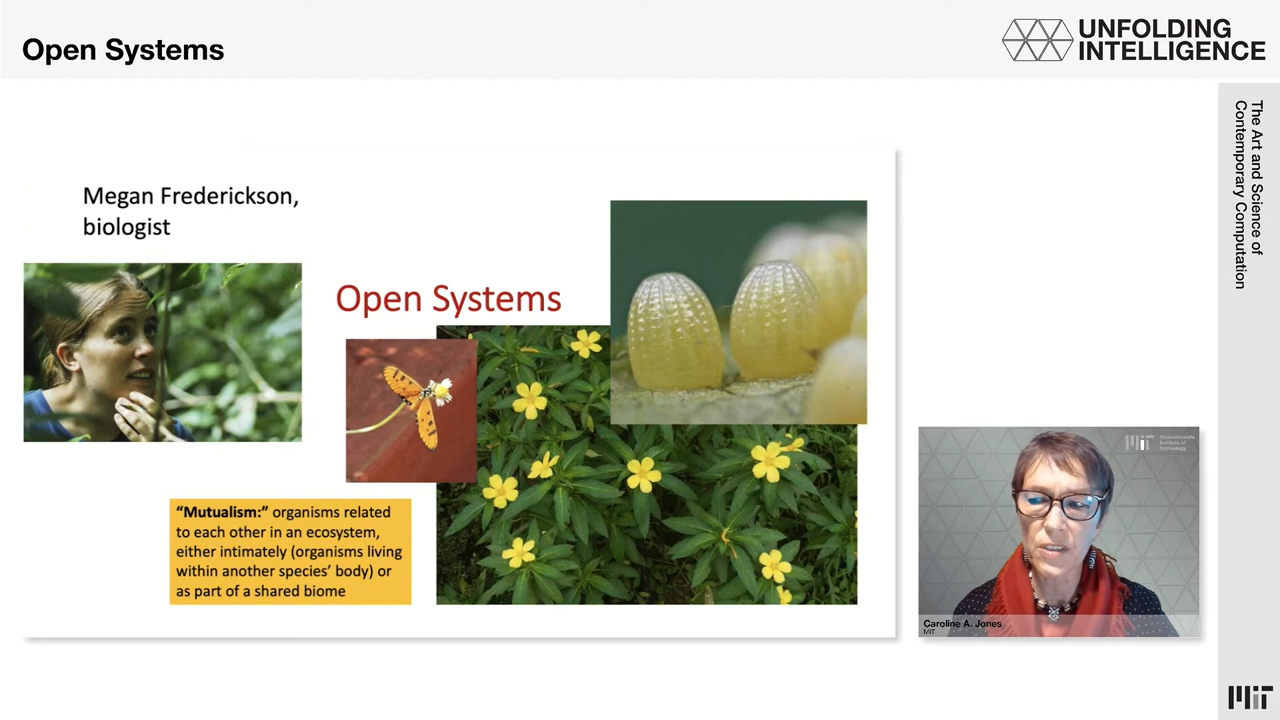 Open Systems
UNFOLDING
INTELLIGENCE
The Art and Science of
Contemporary Computation
Megan Frederickson,
biologist
Open Systems
“Mutualism:” organisms related
to each other in an ecosystem,
either intimately (organisms living
within another species’ body) or
as part of a shared biome
Massachusetts
Institute of
Technology
Caroline A. Jones
MIT
MIT